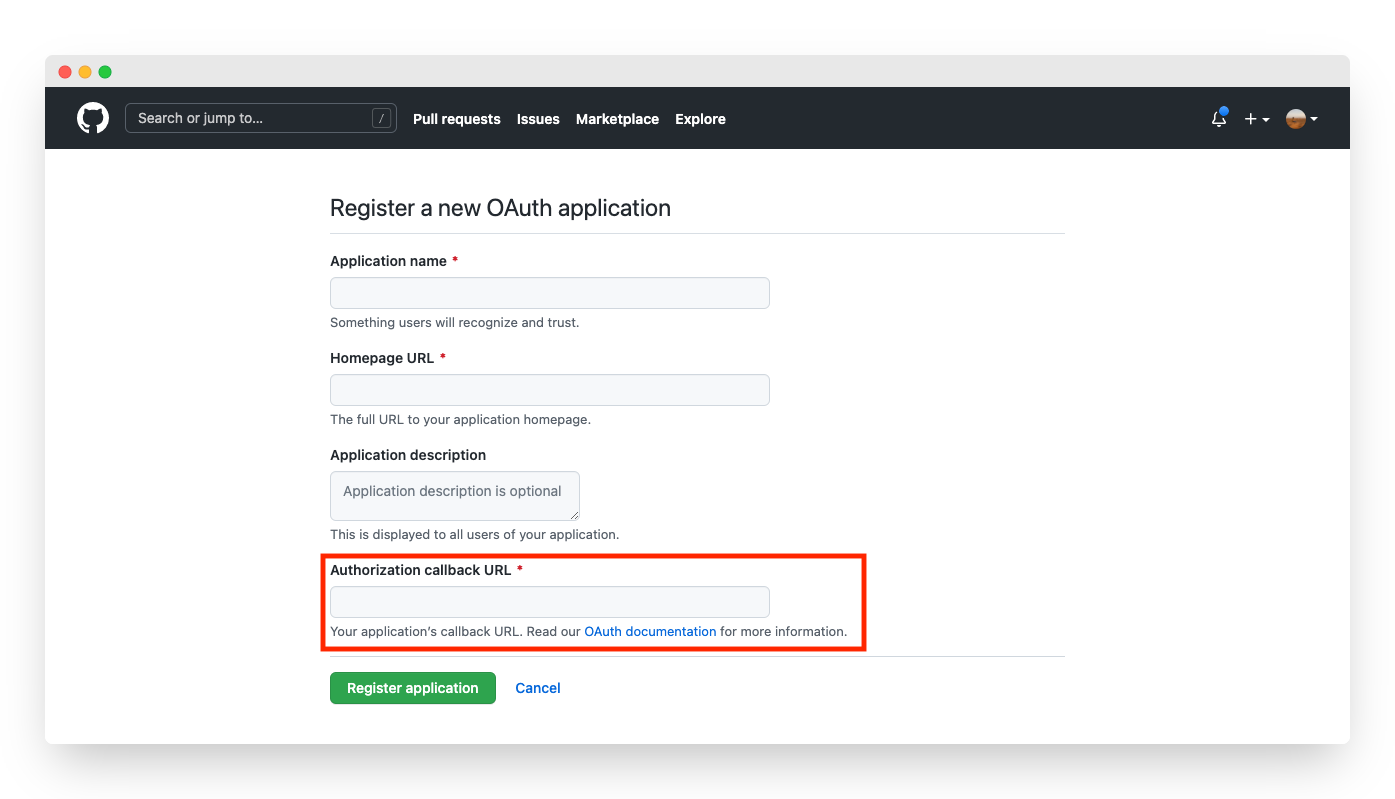 Search or jump to... /
Pull requests Issues Marketplace Explore
Register a new OAuth application
Application name *
Something users will recognize and trust.
Homepage URL *
The full URL to your application homepage.
Application description
Application description is optional
This is displayed to all users of your application.
Authorization callback URL *
Your application’s callback URL. Read our OAuth documentation for more information.
Register application Cancel